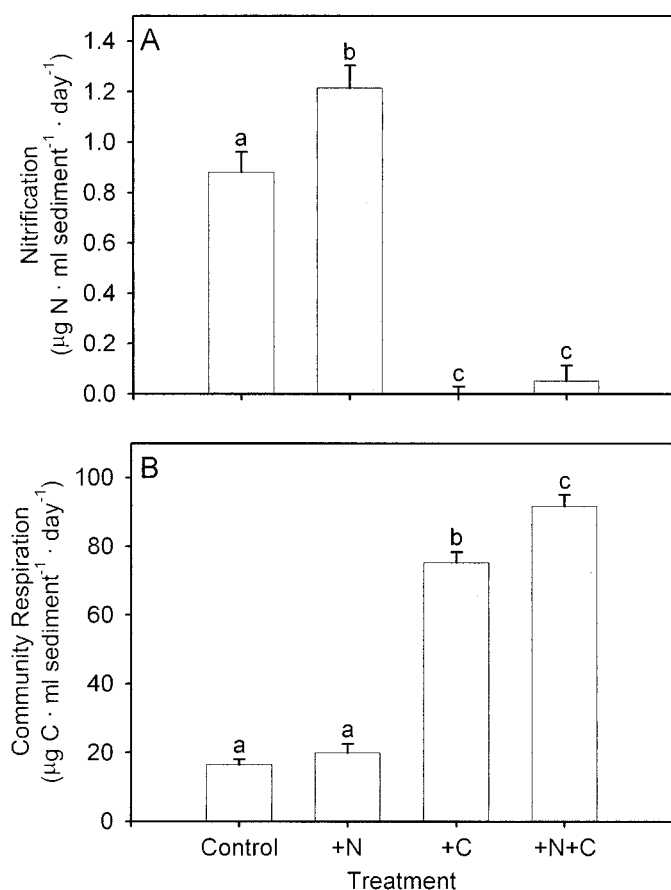 A
Nitrification
(μg N · ml sediment⁻¹ · day⁻¹)
1.4
1.2
1.0
0.8
0.6
0.4
0.2
0.0
a
b
c
c
B
Community Respiration
(μg C · ml sediment⁻¹ · day⁻¹)
100
80
60
40
20
0
a
a
b
c
Control +N +C +N+C
Treatment